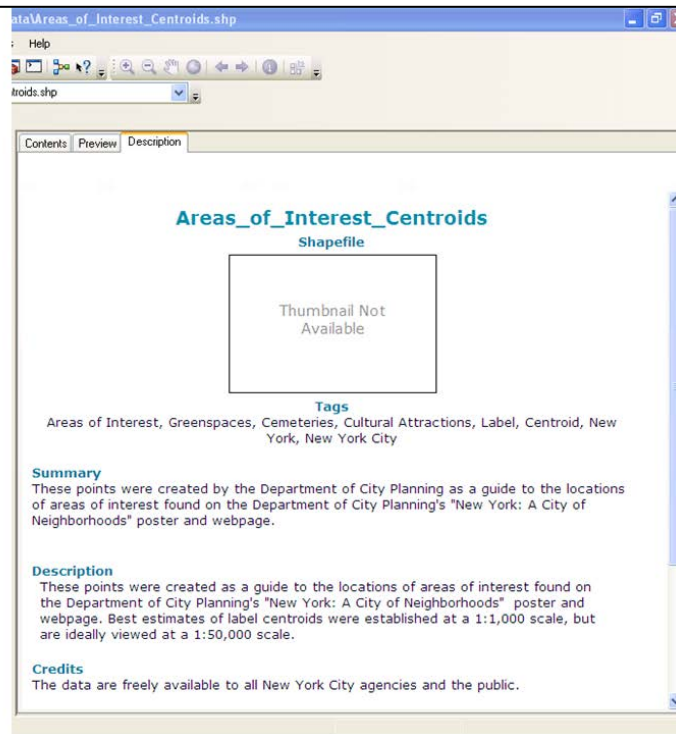 ata\Areas_of_Interest_Centroids.shp
Help
troids.shp
Contents Preview Description
Areas_of_Interest_Centroids
Shapefile
Thumbnail Not
Available
Tags
Areas of Interest, Greenspaces, Cemeteries, Cultural Attractions, Label, Centroid, New
York, New York City
Summary
These points were created by the Department of City Planning as a guide to the locations
of areas of interest found on the Department of City Planning's "New York: A City of
Neighborhoods" poster and webpage.
Description
These points were created as a guide to the locations of areas of interest found on
the Department of City Planning's "New York: A City of Neighborhoods" poster and
webpage. Best estimates of label centroids were established at a 1:1,000 scale, but
are ideally viewed at a 1:50,000 scale.
Credits
The data are freely available to all New York City agencies and the public.